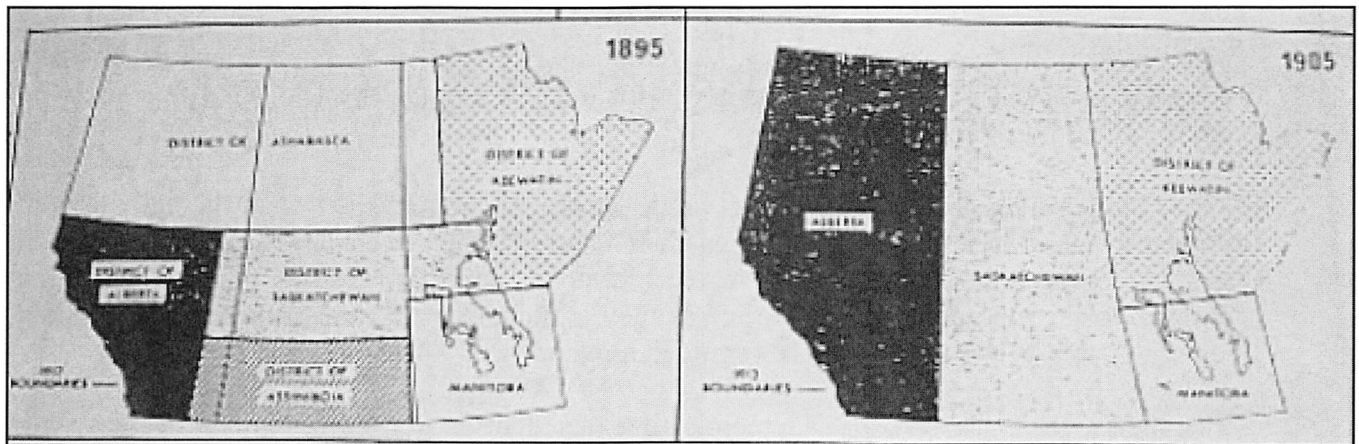 1895
DISTRICT OF ATHABASCA
DISTRICT OF
KEEWATIN
DISTRICT OF
ALBERTA
DISTRICT OF
SASKATCHEWAN
BOUNDARIES
DISTRICT OF
ASSINIBOIA
MANITOBA
1905
DISTRICT OF
KEEWATIN
ALBERTA
SASKATCHEWAN
BOUNDARIES
MANITOBA